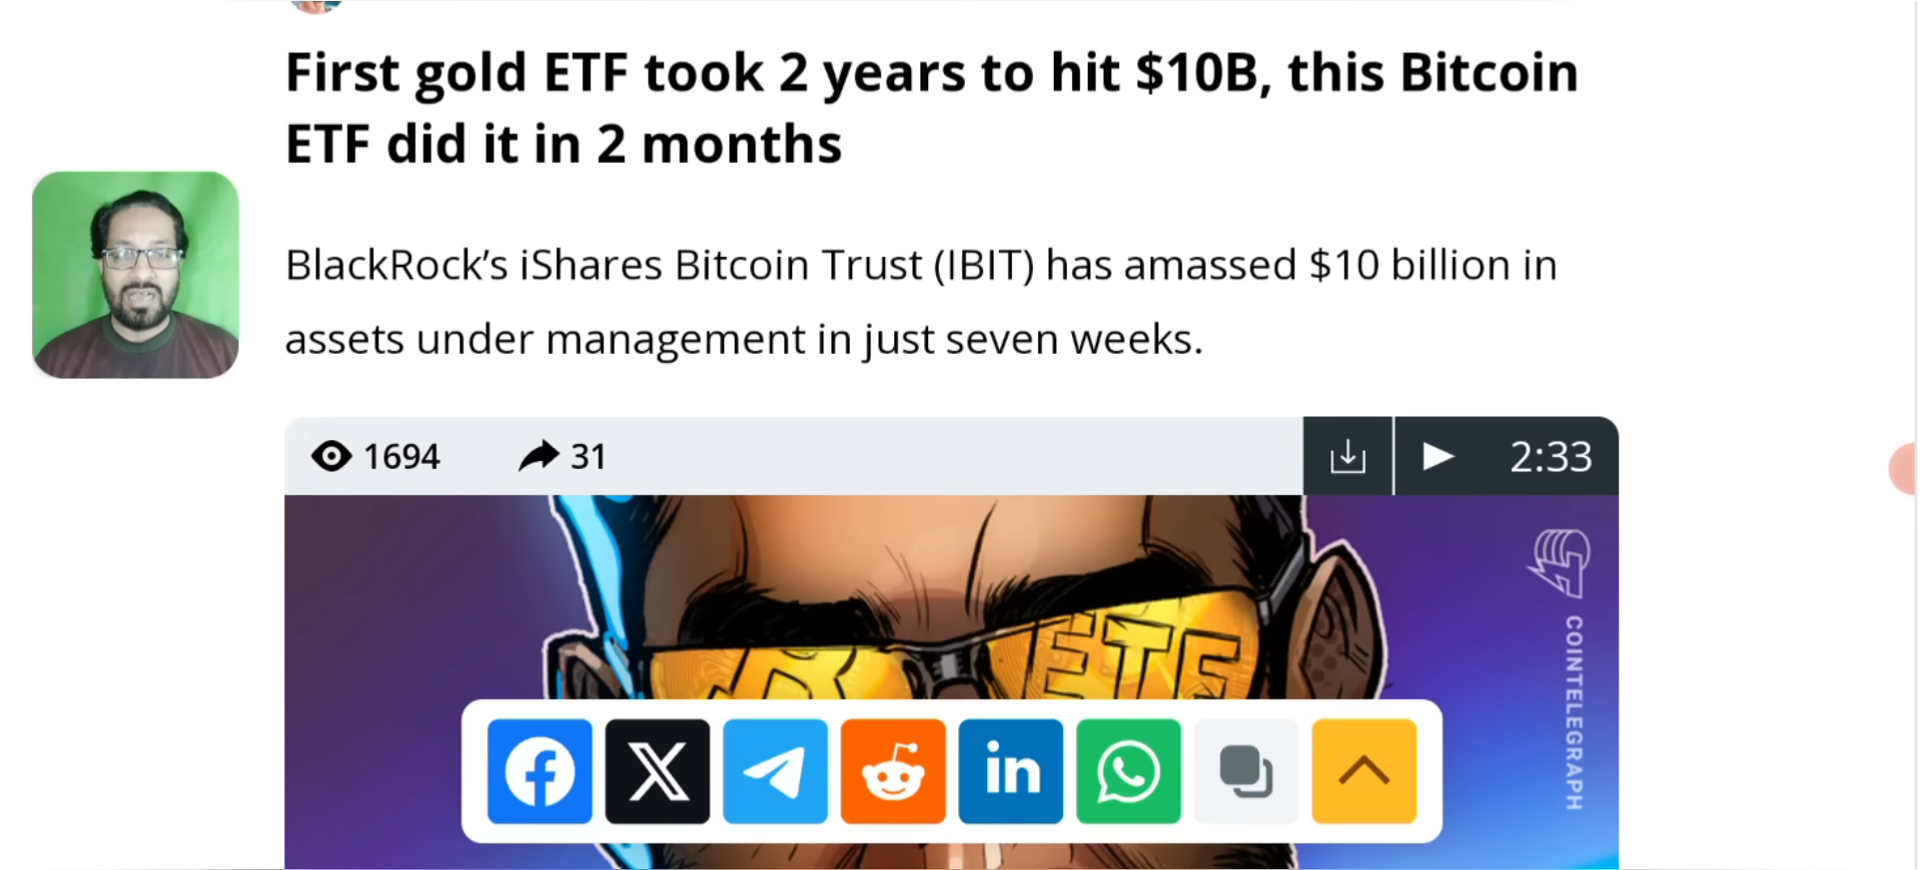 First gold ETF took 2 years to hit $10B, this Bitcoin
ETF did it in 2 months
BlackRock’s iShares Bitcoin Trust (IBIT) has amassed $10 billion in
assets under management in just seven weeks.
1694
31
2:33
ETF
COINTELEGRAPH
in